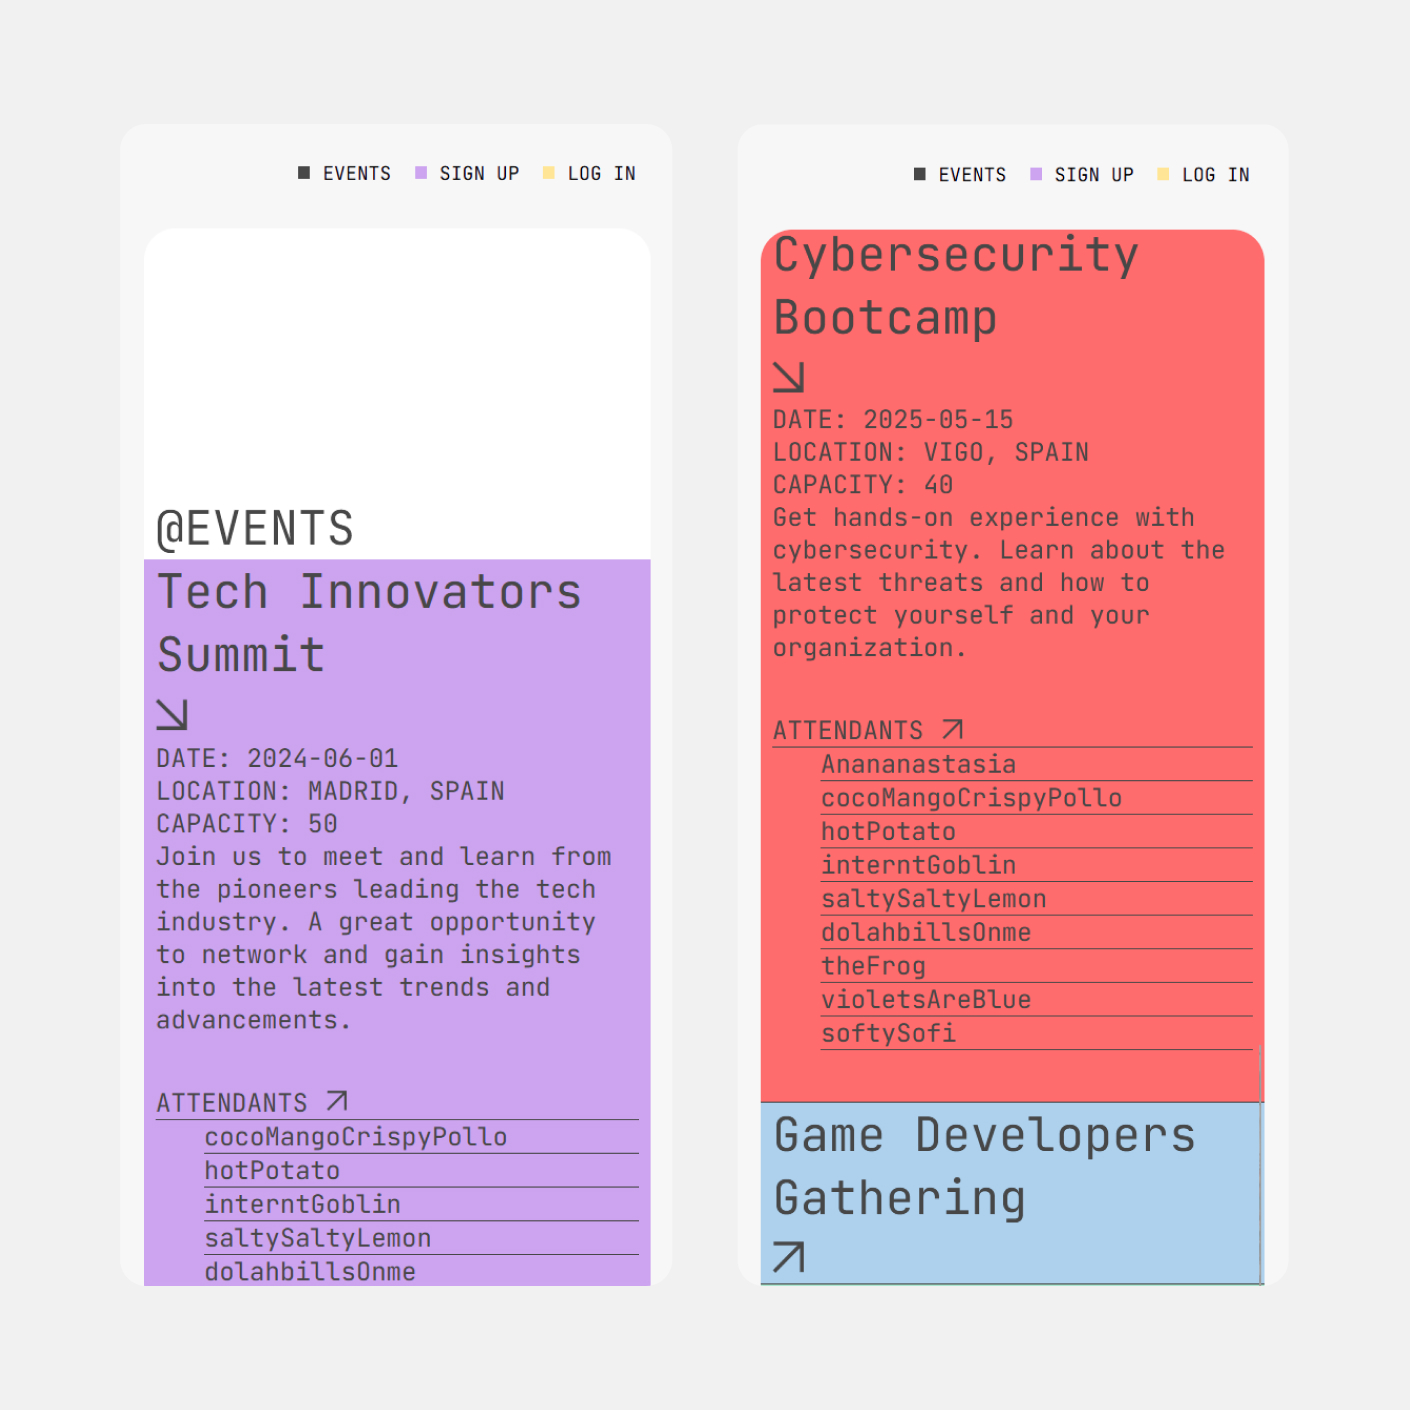 EVENTS SIGN UP LOG IN
@EVENTS
Tech Innovators
Summit
DATE: 2024-06-01
LOCATION: MADRID, SPAIN
CAPACITY: 50
Join us to meet and learn from
the pioneers leading the tech
industry. A great opportunity
to network and gain insights
into the latest trends and
advancements.
ATTENDANTS
cocoMangoCrispyPollo
hotPotato
interntGoblin
saltySaltyLemon
dolahbillsOnme
EVENTS SIGN UP LOG IN
Cybersecurity
Bootcamp
DATE: 2025-05-15
LOCATION: VIGO, SPAIN
CAPACITY: 40
Get hands-on experience with
cybersecurity. Learn about the
latest threats and how to
protect yourself and your
organization.
ATTENDANTS
Anananastasia
cocoMangoCrispyPollo
hotPotato
interntGoblin
saltySaltyLemon
dolahbillsOnme
theFrog
violetsAreBlue
softySofi
Game Developers
Gathering